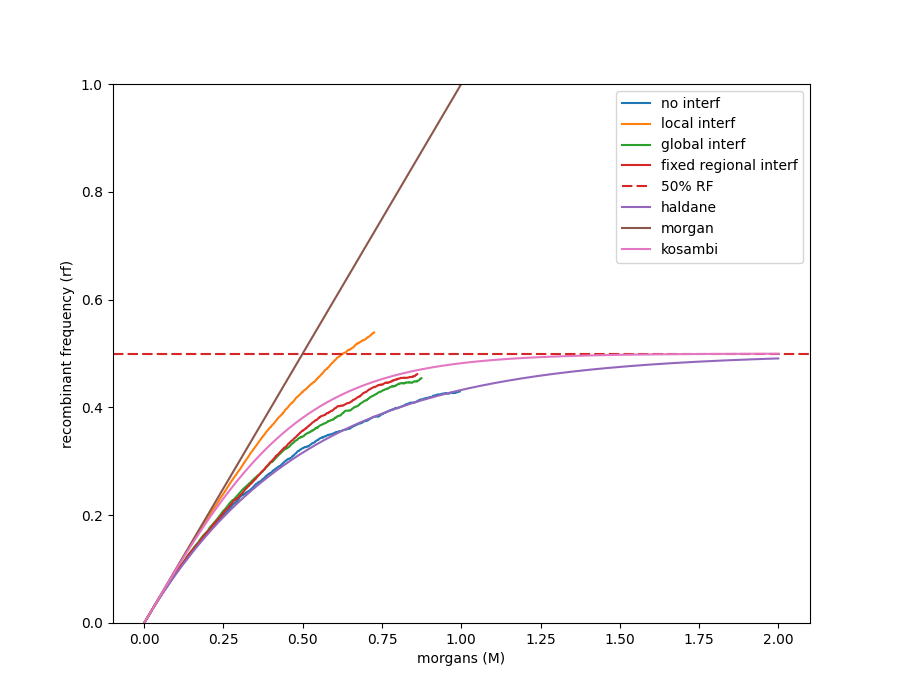 1.0
0.8
0.6
0.4
0.2
0.0
recombinant frequency (rf)
no interf
local interf
global interf
fixed regional interf
50% RF
haldane
morgan
kosambi
0.00 0.25 0.50 0.75 1.00 1.25 1.50 1.75 2.00
morgans (M)